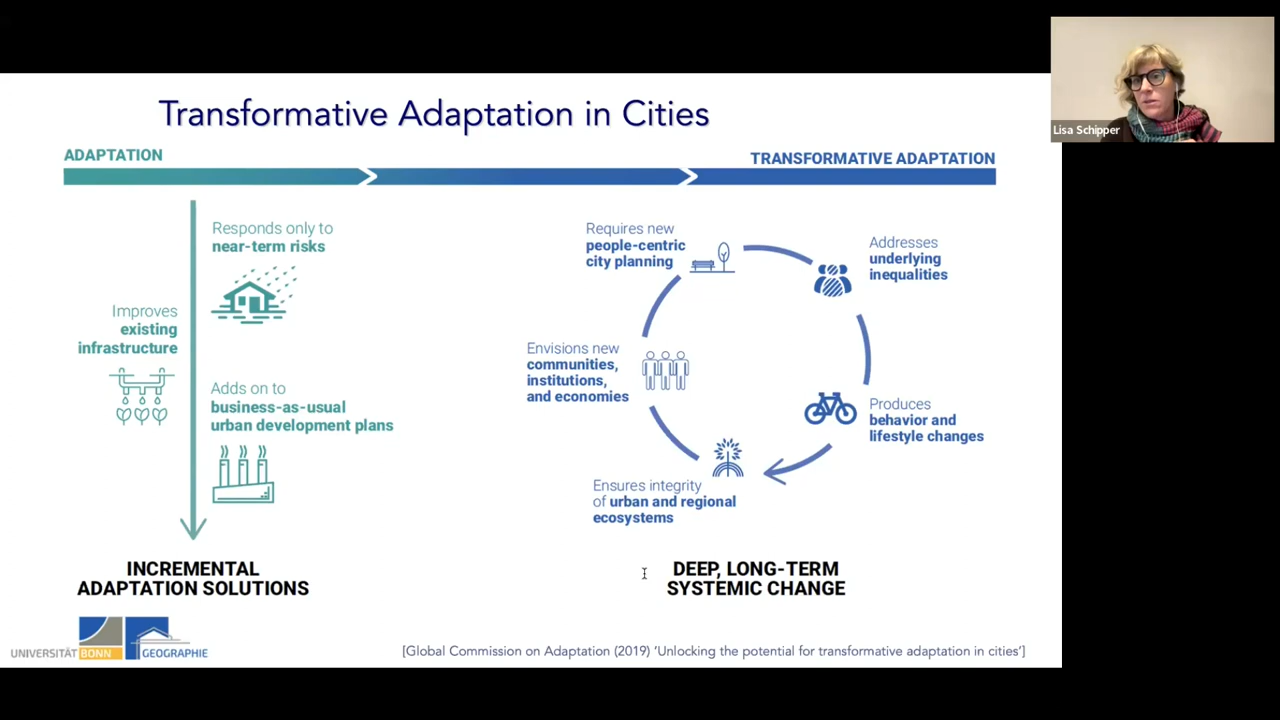 Transformative Adaptation in Cities
Lisa Schipper
ADAPTATION
TRANSFORMATIVE ADAPTATION
Responds only to
near-term risks
Improves
existing
infrastructure
Adds on to
business-as-usual
urban development plans
INCREMENTAL
ADAPTATION SOLUTIONS
Requires new
people-centric
city planning
Addresses
underlying
inequalities
Envisions new
communities,
institutions,
and economies
Produces
behavior and
lifestyle changes
Ensures integrity
of urban and regional
ecosystems
DEEP, LONG-TERM
SYSTEMIC CHANGE
UNIVERSITÄT BONN
GEOGRAPHIE
[Global Commission on Adaptation (2019) 'Unlocking the potential for transformative adaptation in cities']